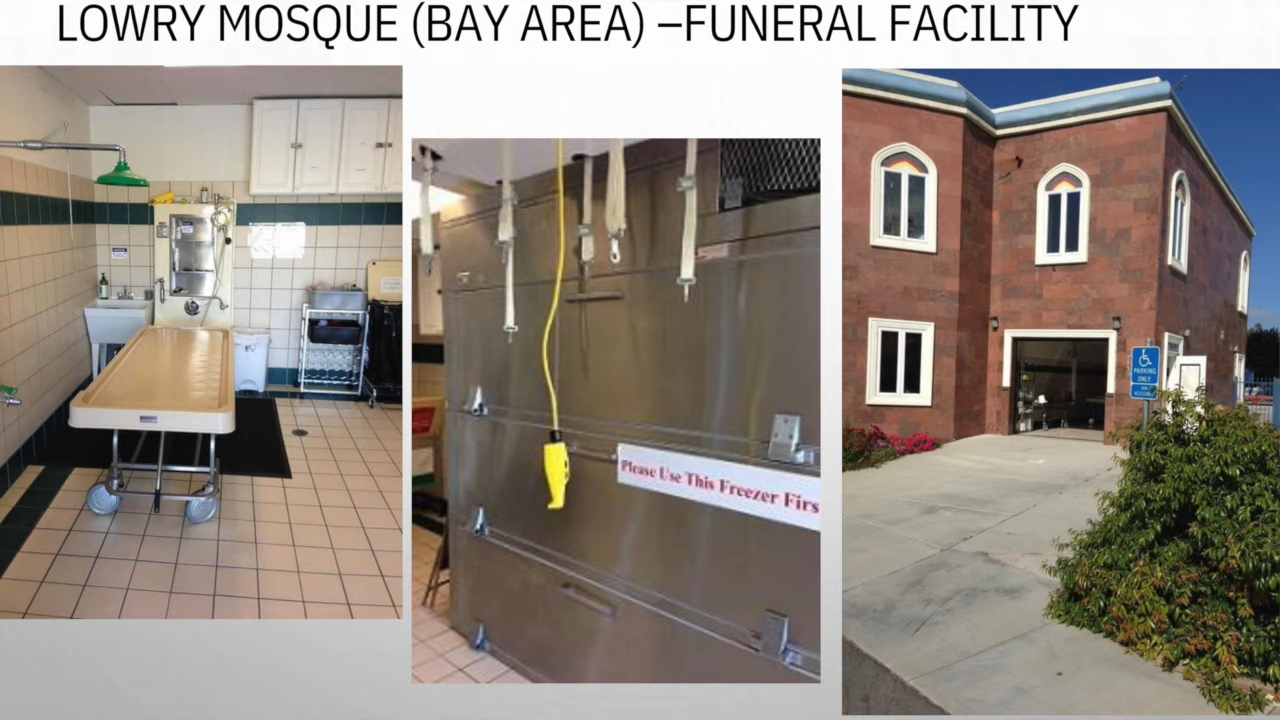 LOWRY MOSQUE (BAY AREA) –FUNERAL FACILITY
Please Use This Freezer Firs
PARKING
ONLY